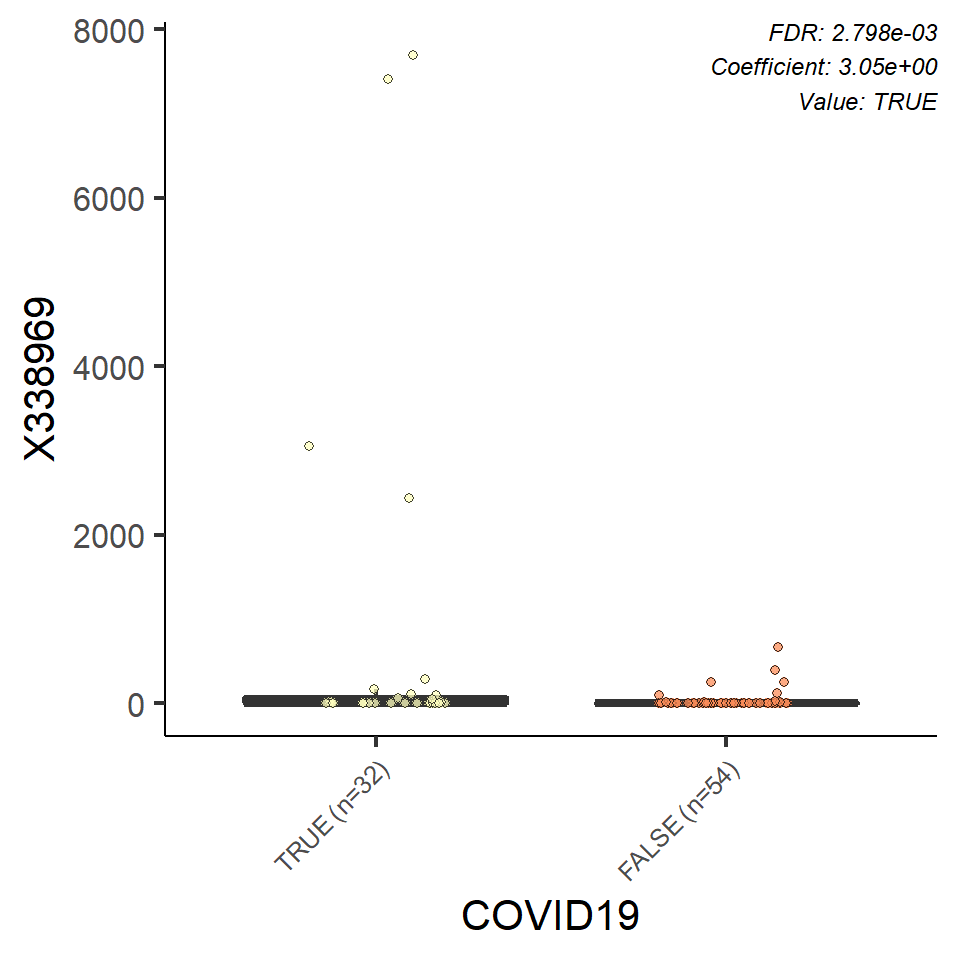 FDR: 2.798e-03
Coefficient: 3.05e+00
Value: TRUE
8000
6000
4000
2000
0
X338969
TRUE (n=32)
FALSE (n=54)
COVID19